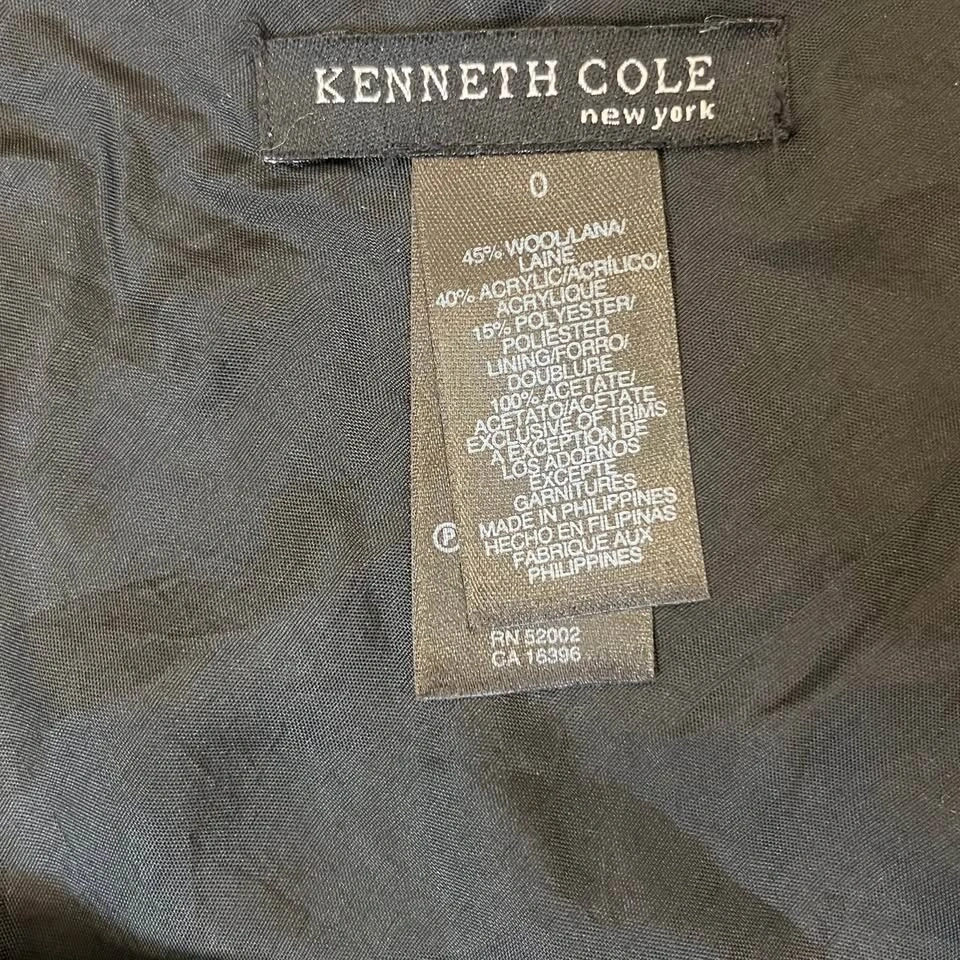 KENNETH COLE
new york
0
45% WOOL/LANA/
LAINE
40% ACRYLIC/ACRÍLICO/
ACRYLIQUE
15% POLYESTER/
POLIÉSTER
LINING/FORRO/
DOUBLURE
100% ACETATE/
ACETATO/ACÉTATE
EXCLUSIVE OF TRIMS
A EXCEPTION DE
LOS ADORNOS
EXCEPTE
GARNITURES
MADE IN PHILIPPINES
HECHO EN FILIPINAS
FABRIQUE AUX
PHILIPPINES
P
RN 52002
CA 16396